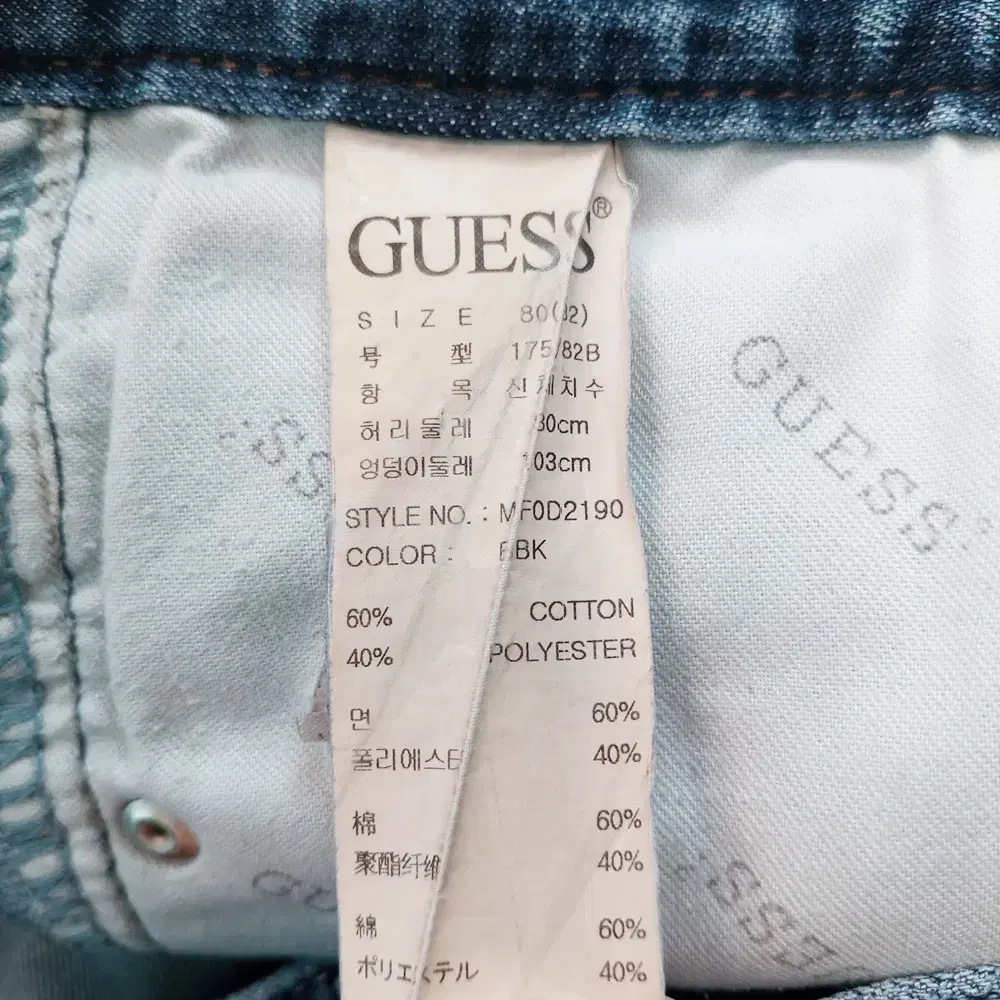 GUESS®
SIZE 80(32)
号 型 175/82B
항 목 신체치수
허리둘레 80cm
엉덩이둘레 103cm
STYLE NO. : MF0D2190
COLOR : BBK
60% COTTON
40% POLYESTER
면 60%
폴리에스터 40%
棉 60%
聚酯纤维 40%
綿 60%
ポリエステル 40%
GUESS